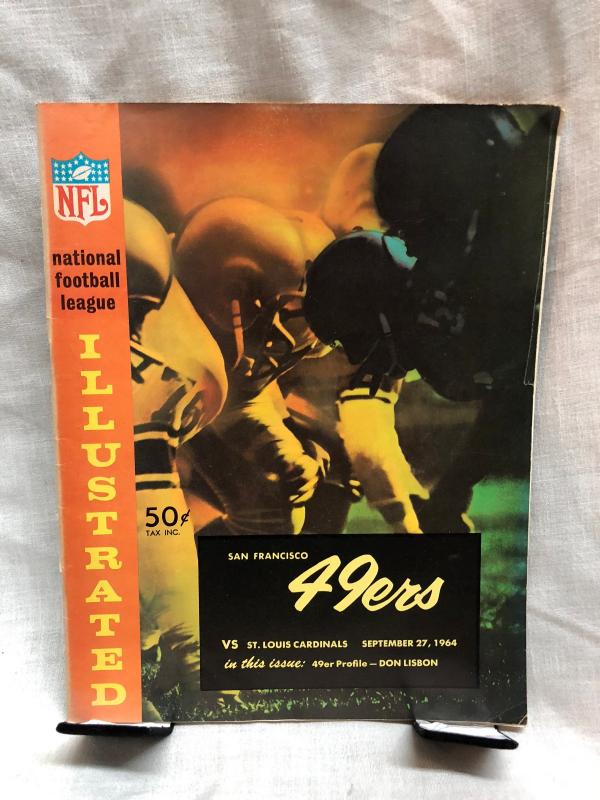 NFL
national
football
league
ILLUSTRATED
50¢
TAX INC.
SAN FRANCISCO
49ers
VS ST. LOUIS CARDINALS SEPTEMBER 27, 1964
in this issue: 49er Profile — DON LISBON